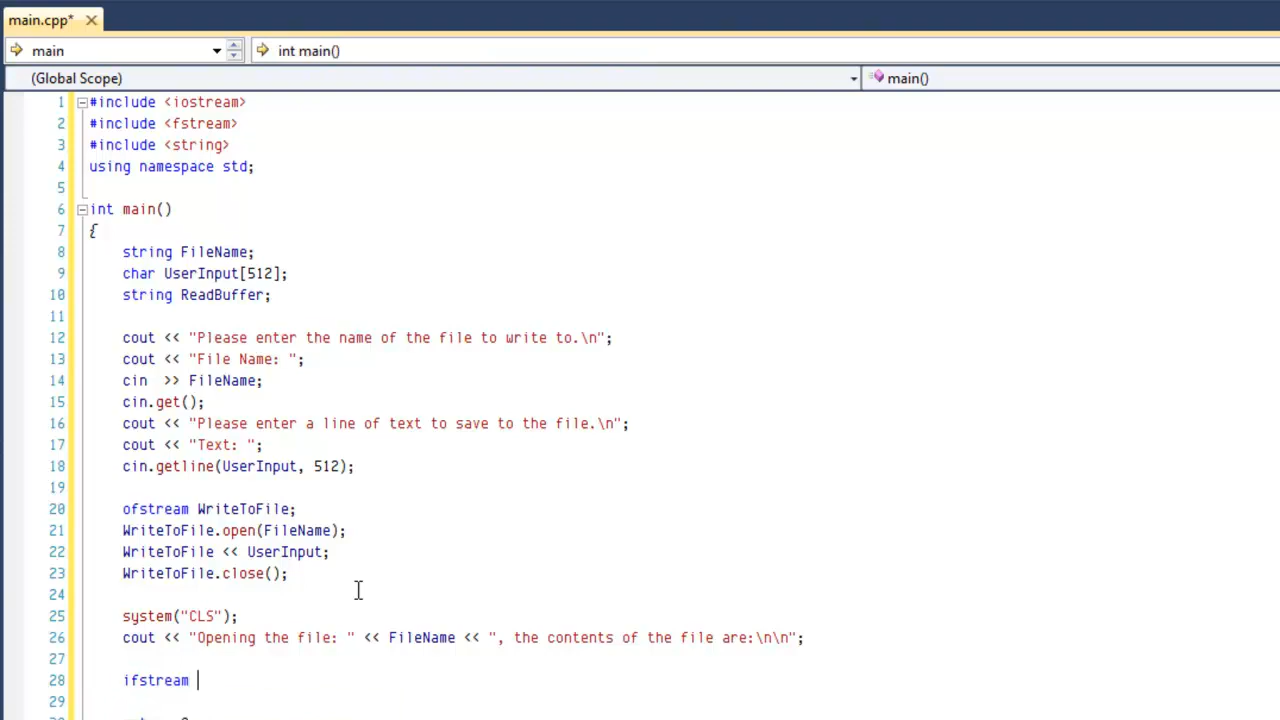 main.cpp*
main int main()
(Global Scope) main()
1 #include <iostream>
2 #include <fstream>
3 #include <string>
4 using namespace std;
5
6 int main()
7 {
8 string FileName;
9 char UserInput[512];
10 string ReadBuffer;
11
12 cout << "Please enter the name of the file to write to.\n";
13 cout << "File Name: ";
14 cin  >> FileName;
15 cin.get();
16 cout << "Please enter a line of text to save to the file.\n";
17 cout << "Text: ";
18 cin.getline(UserInput, 512);
19
20 ofstream WriteToFile;
21 WriteToFile.open(FileName);
22 WriteToFile << UserInput;
23 WriteToFile.close();
24
25 system("CLS");
26 cout << "Opening the file: " << FileName << ", the contents of the file are:\n\n";
27
28 ifstream
29